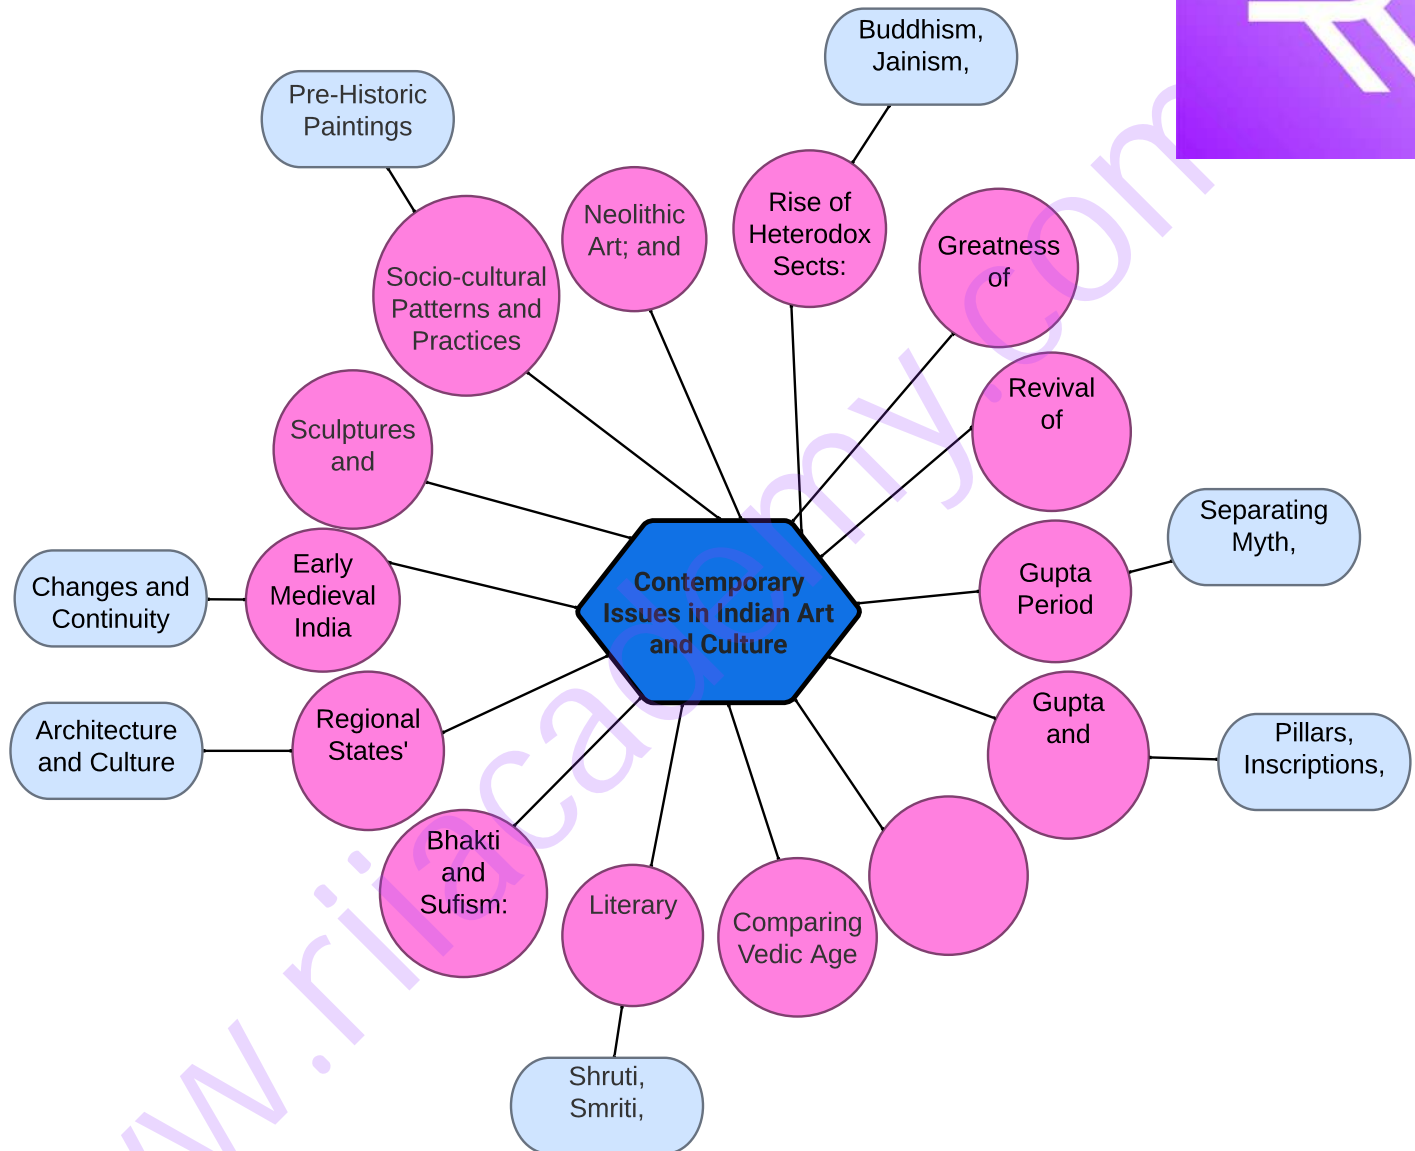 Buddhism,
Jainism,
Pre-Historic
Paintings
Rise of
Heterodox
Sects:
Neolithic
Art; and
Greatness
of
Socio-cultural
Patterns and
Practices
Revival
of
Sculptures
and
Separating
Myth,
Early
Medieval
India
Gupta
Period
Changes and
Continuity
Contemporary
Issues in Indian Art
and Culture
Regional
States'
Gupta
and
Architecture
and Culture
Pillars,
Inscriptions,
Bhakti
and
Sufism:
Literary
Comparing
Vedic Age
Shruti,
Smriti,
w.riiacademy.com